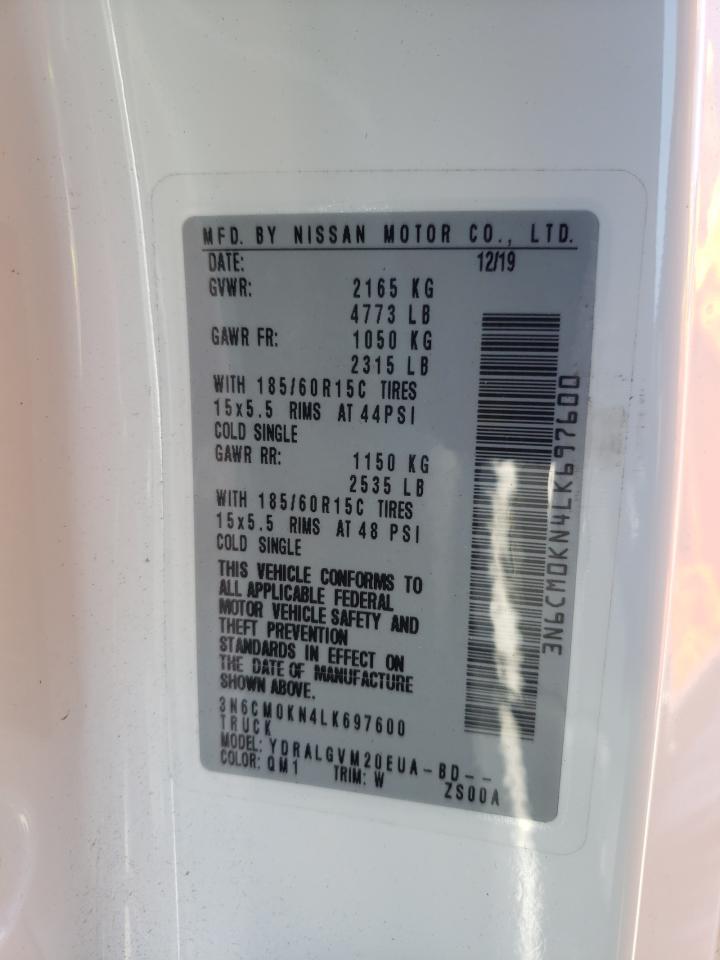 MFD. BY NISSAN MOTOR CO., LTD.
DATE: 12/19
GVWR: 2165 KG
4773 LB
GAWR FR: 1050 KG
2315 LB
WITH 185/60R15C TIRES
15x5.5 RIMS AT 44PSI
COLD SINGLE
GAWR RR: 1150 KG
2535 LB
WITH 185/60R15C TIRES
15x5.5 RIMS AT 48 PSI
COLD SINGLE
THIS VEHICLE CONFORMS TO
ALL APPLICABLE FEDERAL
MOTOR VEHICLE SAFETY AND
THEFT PREVENTION
STANDARDS IN EFFECT ON
THE DATE OF MANUFACTURE
SHOWN ABOVE.
3N6CM0KN4LK697600
TRUCK
MODEL: YDRALGVM20EUA-BD--
COLOR: QM1 TRIM: W ZS00A
3N6CM0KN4LK697600